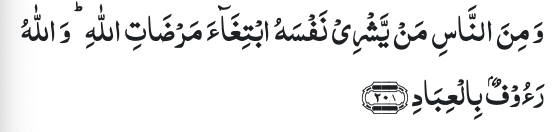 وَ مِنَ النَّاسِ مَنۡ یَّشۡرِیۡ نَفۡسَهُ ابۡتِغَآءَ مَرۡضَاتِ اللّٰهِ ؕ وَ اللّٰهُ
رَءُوۡفٌۢ بِالۡعِبَادِ ﴿۲۰۷﴾